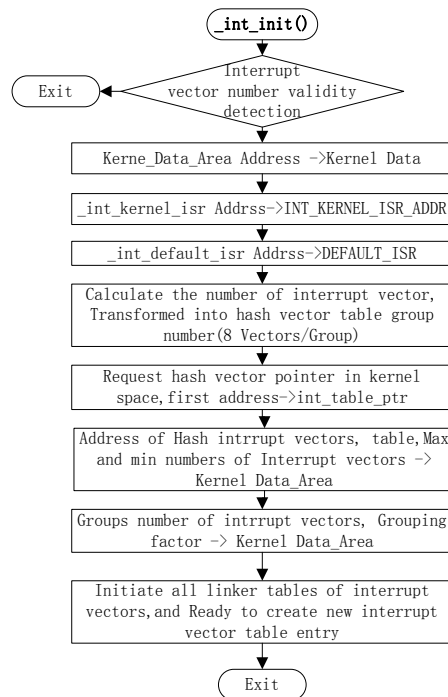 _int_init()
Exit
Interrupt
vector number validity
detection
Kerne_Data_Area Address ->Kernel Data
_int_kernel_isr Addrss->INT_KERNEL_ISR_ADDR
_int_default_isr Addrss->DEFAULT_ISR
Calculate the number of interrupt vector,
Transformed into hash vector table group
number(8 Vectors/Group)
Request hash vector pointer in kernel
space,first address->int_table_ptr
Address of Hash intrrupt vectors, table,Max
and min numbers of Interrupt vectors ->
Kernel Data_Area
Groups number of intrrupt vectors, Grouping
factor -> Kernel Data_Area
Initiate all linker tables of interrupt
vectors,and Ready to create new interrupt
vector table entry
Exit